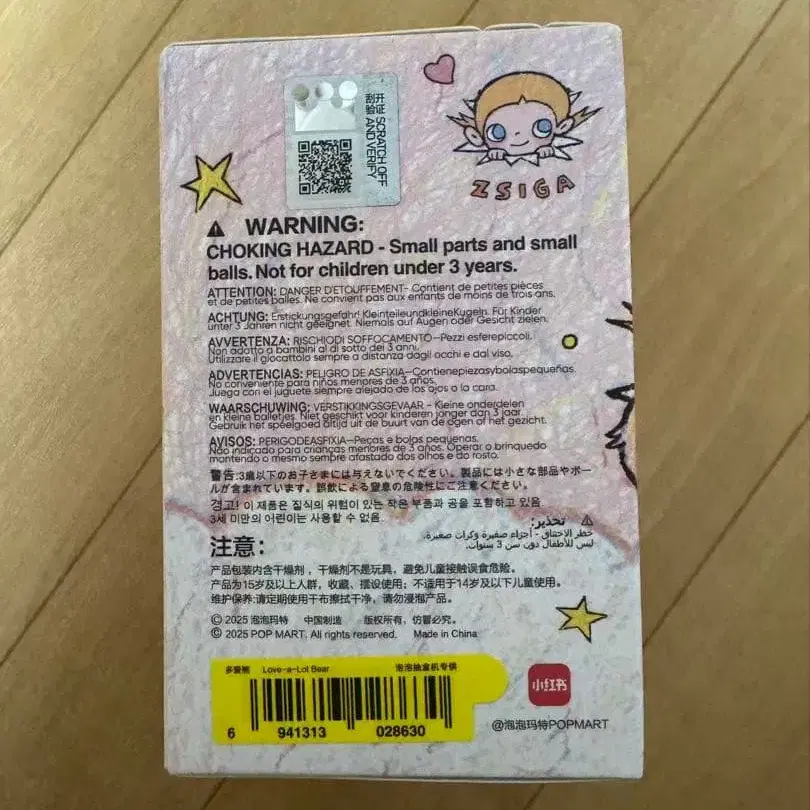 开证 SCRATCH OFF
刮验 AND VERIFY
ZSIGA
WARNING:
CHOKING HAZARD - Small parts and small
balls. Not for children under 3 years.
ATTENTION: DANGER D'ETOUFFEMENT- Contient de petites pièces
et de petites balles. Ne convient pas aux enfants de moins de trois ans.
ACHTUNG: Erstickungsgefahr! KleinteileundkleineKugeln. Für Kinder
unter 3 Jahren nicht geeignet. Niemals auf Augen oder Gesicht zielen.
AVVERTENZA: RISCHIODI SOFFOCAMENTO-Pezzi esferepiccoli.
Non adatto a bambini al di sotto dei 3 anni.
Utilizzare il giocattolo sempre a distanza dagli occhi e dal viso.
ADVERTENCIAS: PELIGRO DE ASFIXIA-Contienepiezasybolaspequeñas.
No conveniente para niños menores de 3 años.
Juega con el juguete siempre alejado de los ojos o la cara.
WAARSCHUWING: VERSTIKKINGSGEVAAR - Kleine onderdelen
en kleine balletjes. Niet geschikt voor kinderen jonger dan 3 jaar.
Gebruik het speelgoed altijd uit de buurt van de ogen of het gezicht.
AVISOS: PERIGODEASFIXIA-Peças e bolas pequenas.
Não indicado para crianças menores de 3 anos. Operar o brinquedo
mantendo o mesmo sempre afastado dos olhos e do rosto.
警告:3歳以下のお子さまには与えないでください。製品には小さな部品やボー
ルが含まれています。誤飲による窒息の危険性にご注意ください。
경고! 이 제품은 질식의 위험이 있는 작은 부품과 공을 포함하고 있음.
3세 미만의 어린이는 사용할 수 없음.
تحذير:
خطر الاختناق - أجزاء صغيرة وكرات صغيرة.
ليس للأطفال دون سن 3 سنوات.
注意:
产品包装内含干燥剂，干燥剂不是玩具，避免儿童接触误食危险。
产品为15岁及以上人群，收藏、摆设使用；不适用于14岁及以下儿童使用。
维护保养:请定期使用干布擦拭干净，请勿浸泡产品。
© 2025 泡泡玛特 中国制造 版权所有，仿冒必究。
© 2025 POP MART. All rights reserved. Made in China
多爱熊 Love-a-Lot Bear 泡泡抽盒机专供
6 941313 028630
小红书
@泡泡玛特POPMART